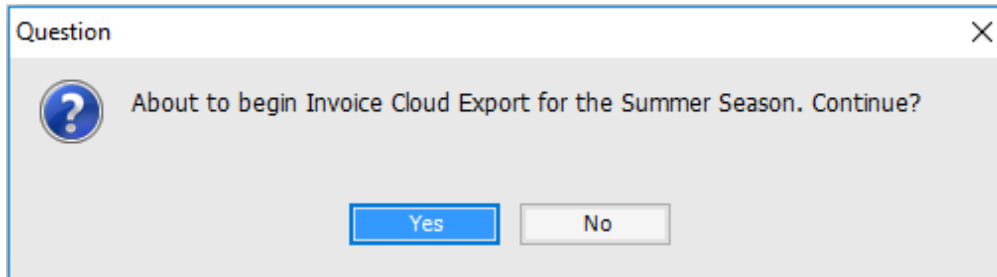 Question
About to begin Invoice Cloud Export for the Summer Season. Continue?
Yes
No